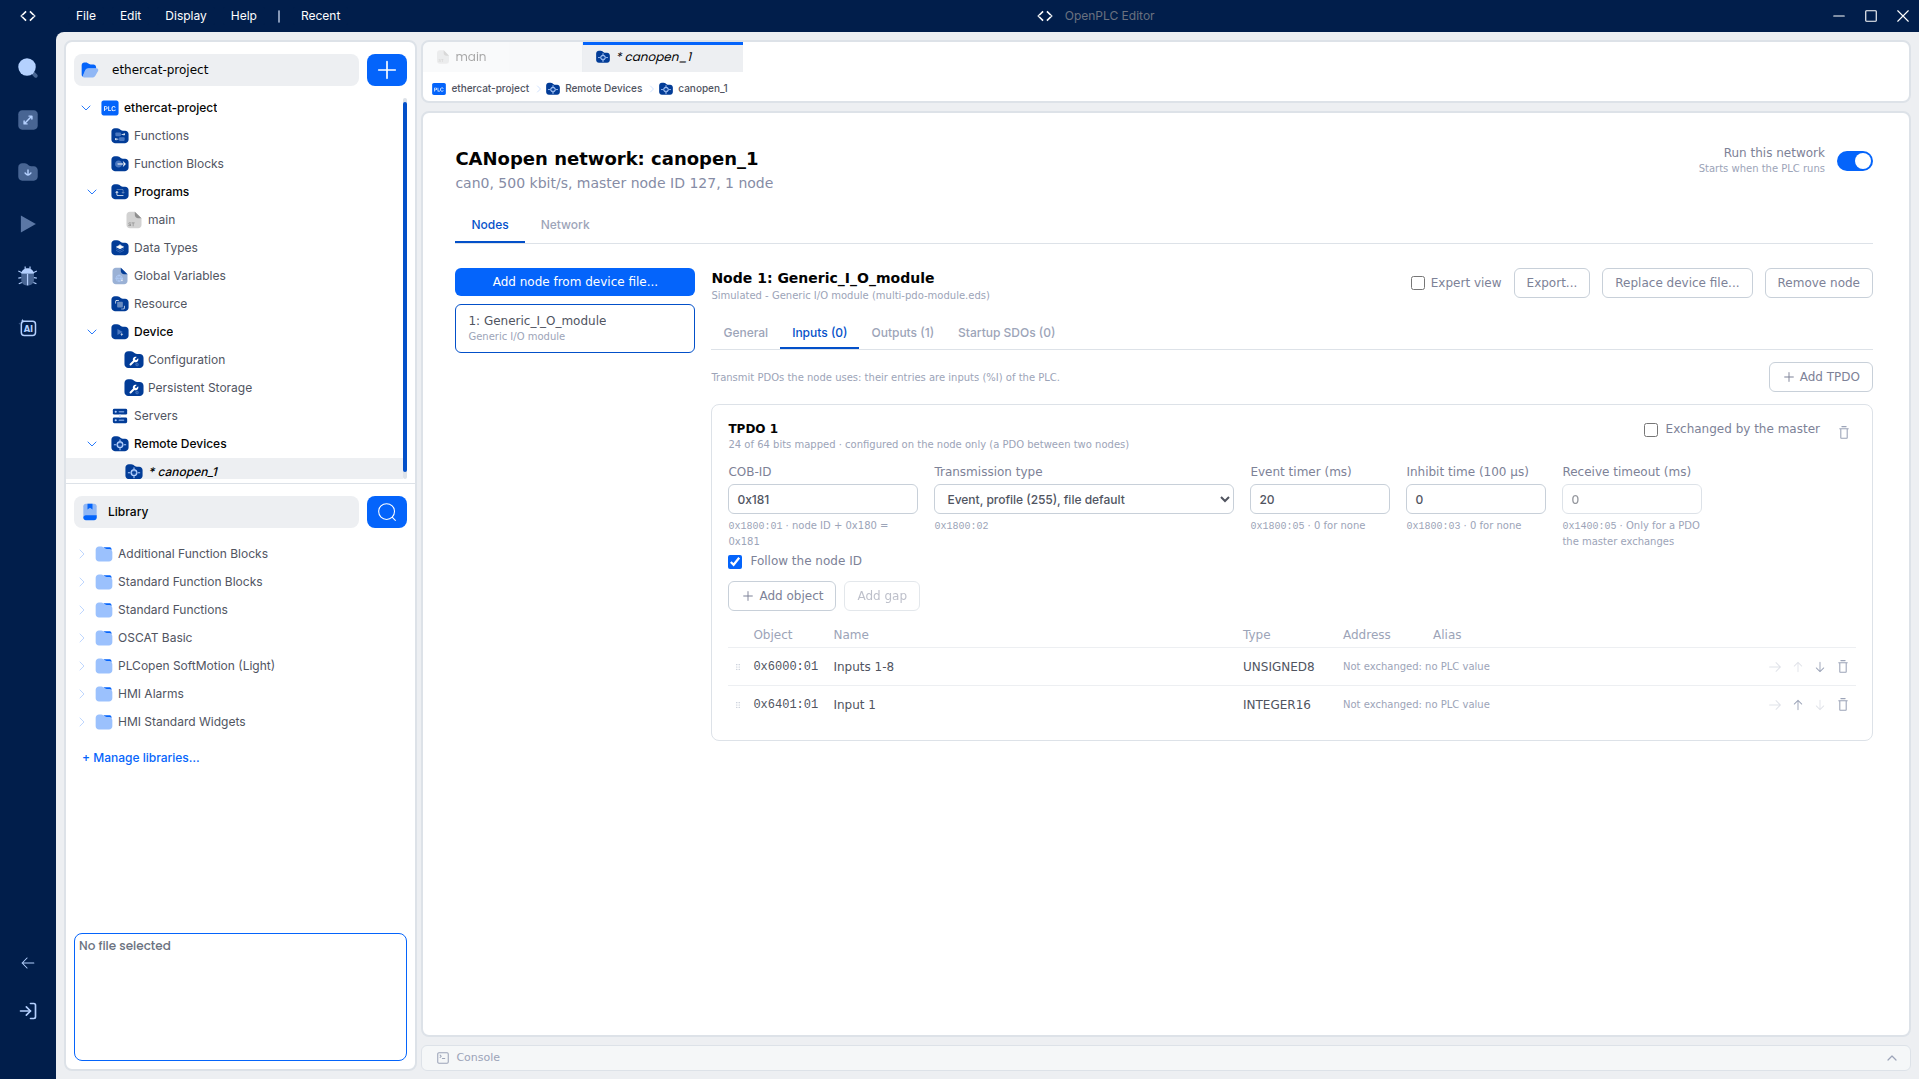 File Edit Display Help | Recent
OpenPLC Editor
ethercat-project
ethercat-project
Functions
Function Blocks
Programs
main
Data Types
Global Variables
Resource
Device
Configuration
Persistent Storage
Servers
Remote Devices
* canopen_1
Library
Additional Function Blocks
Standard Function Blocks
Standard Functions
OSCAT Basic
PLCopen SoftMotion (Light)
HMI Alarms
HMI Standard Widgets
+ Manage libraries...
No file selected
main
* canopen_1
ethercat-project Remote Devices canopen_1
CANopen network: canopen_1
can0, 500 kbit/s, master node ID 127, 1 node
Run this network
Starts when the PLC runs
Nodes Network
Add node from device file...
1: Generic_I_O_module
Generic I/O module
Node 1: Generic_I_O_module
Simulated - Generic I/O module (multi-pdo-module.eds)
Expert view Export... Replace device file... Remove node
General Inputs (0) Outputs (1) Startup SDOs (0)
Transmit PDOs the node uses: their entries are inputs (%I) of the PLC.
+ Add TPDO
TPDO 1
24 of 64 bits mapped · configured on the node only (a PDO between two nodes)
Exchanged by the master
COB-ID Transmission type Event timer (ms) Inhibit time (100 µs) Receive timeout (ms)
0x181 Event, profile (255), file default 20 0 0
0x1800:01 · node ID + 0x180 = 0x1800:02 0x1800:05 · 0 for none 0x1800:03 · 0 for none 0x1400:05 · Only for a PDO
0x181 the master exchanges
Follow the node ID
+ Add object Add gap
Object Name Type Address Alias
0x6000:01 Inputs 1-8 UNSIGNED8 Not exchanged: no PLC value
0x6401:01 Input 1 INTEGER16 Not exchanged: no PLC value
Console